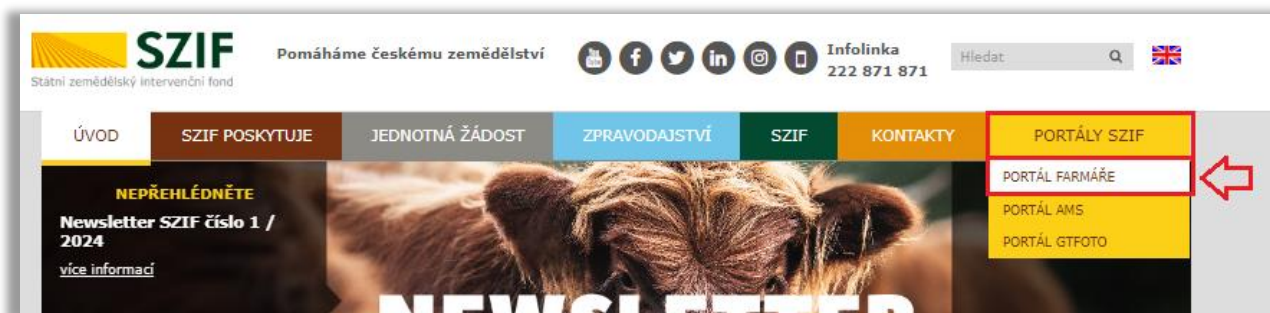 SZIF
Státní zemědělský intervenční fond
Pomáháme českému zemědělství
Infolinka
222 871 871
Hledat
ÚVOD
SZIF POSKYTUJE
JEDNOTNÁ ŽÁDOST
ZPRAVODAJSTVÍ
SZIF
KONTAKTY
PORTÁLY SZIF
PORTÁL FARMÁŘE
PORTÁL AMS
PORTÁL GTFOTO
NEPŘEHLÉDNĚTE
Newsletter SZIF číslo 1 /
2024
více informací
NEWSLETTER